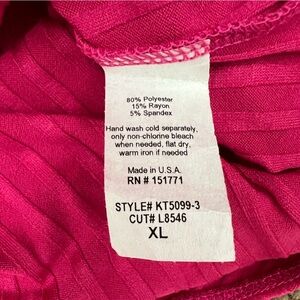 80% Polyester
15% Rayon
5% Spandex
Hand wash cold separately,
only non-chlorine bleach
when needed, flat dry,
warm iron if needed
Made in U.S.A.
RN # 151771
STYLE# KT5099-3
CUT# L8546
XL